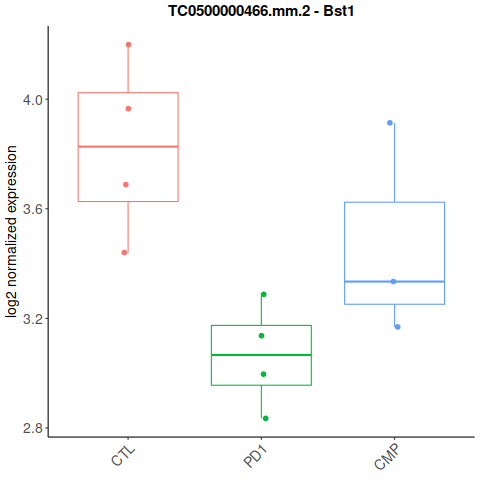 TC0500000466.mm.2 - Bst1
log2 normalized expression
4.0
3.6
3.2
2.8
CTL
PD1
CMP